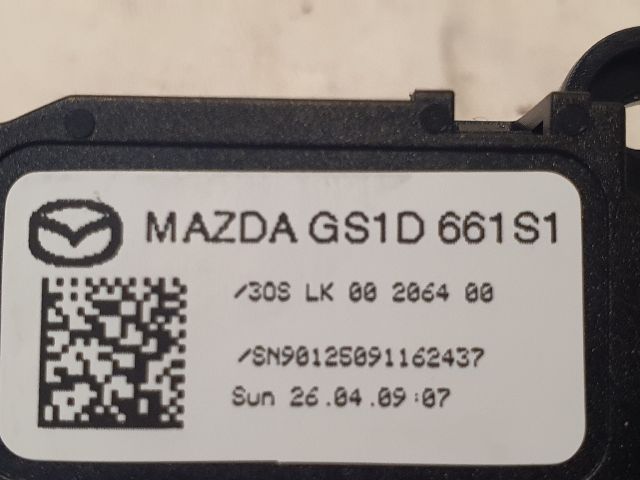 MAZDA GS1D 661S1
/30S LK 00 2064 00
/SN90125091162437
Sun 26.04.09:07